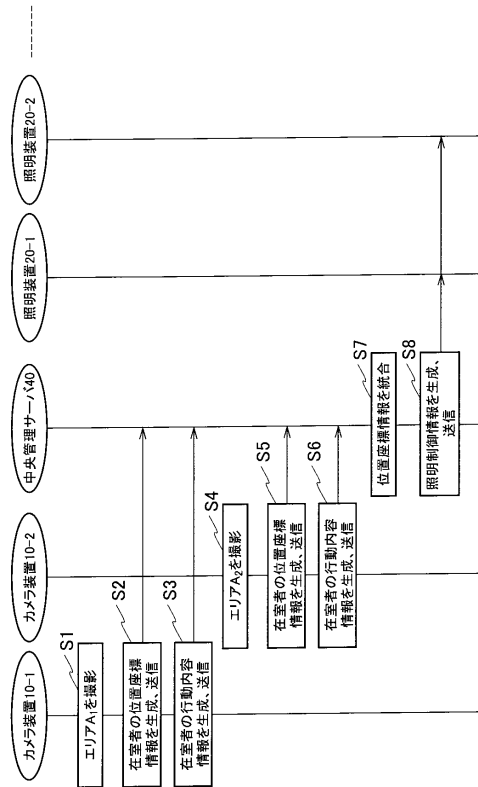 カメラ装置10-1
カメラ装置10-2
中央管理サーバ40
照明装置20-1
照明装置20-2
S1
エリアA₁を撮影
S2
在室者の位置座標
情報を生成、送信
S3
在室者の行動内容
情報を生成、送信
S4
エリアA₂を撮影
S5
在室者の位置座標
情報を生成、送信
S6
在室者の行動内容
情報を生成、送信
S7
位置座標情報を統合
S8
照明制御情報を生成、
送信